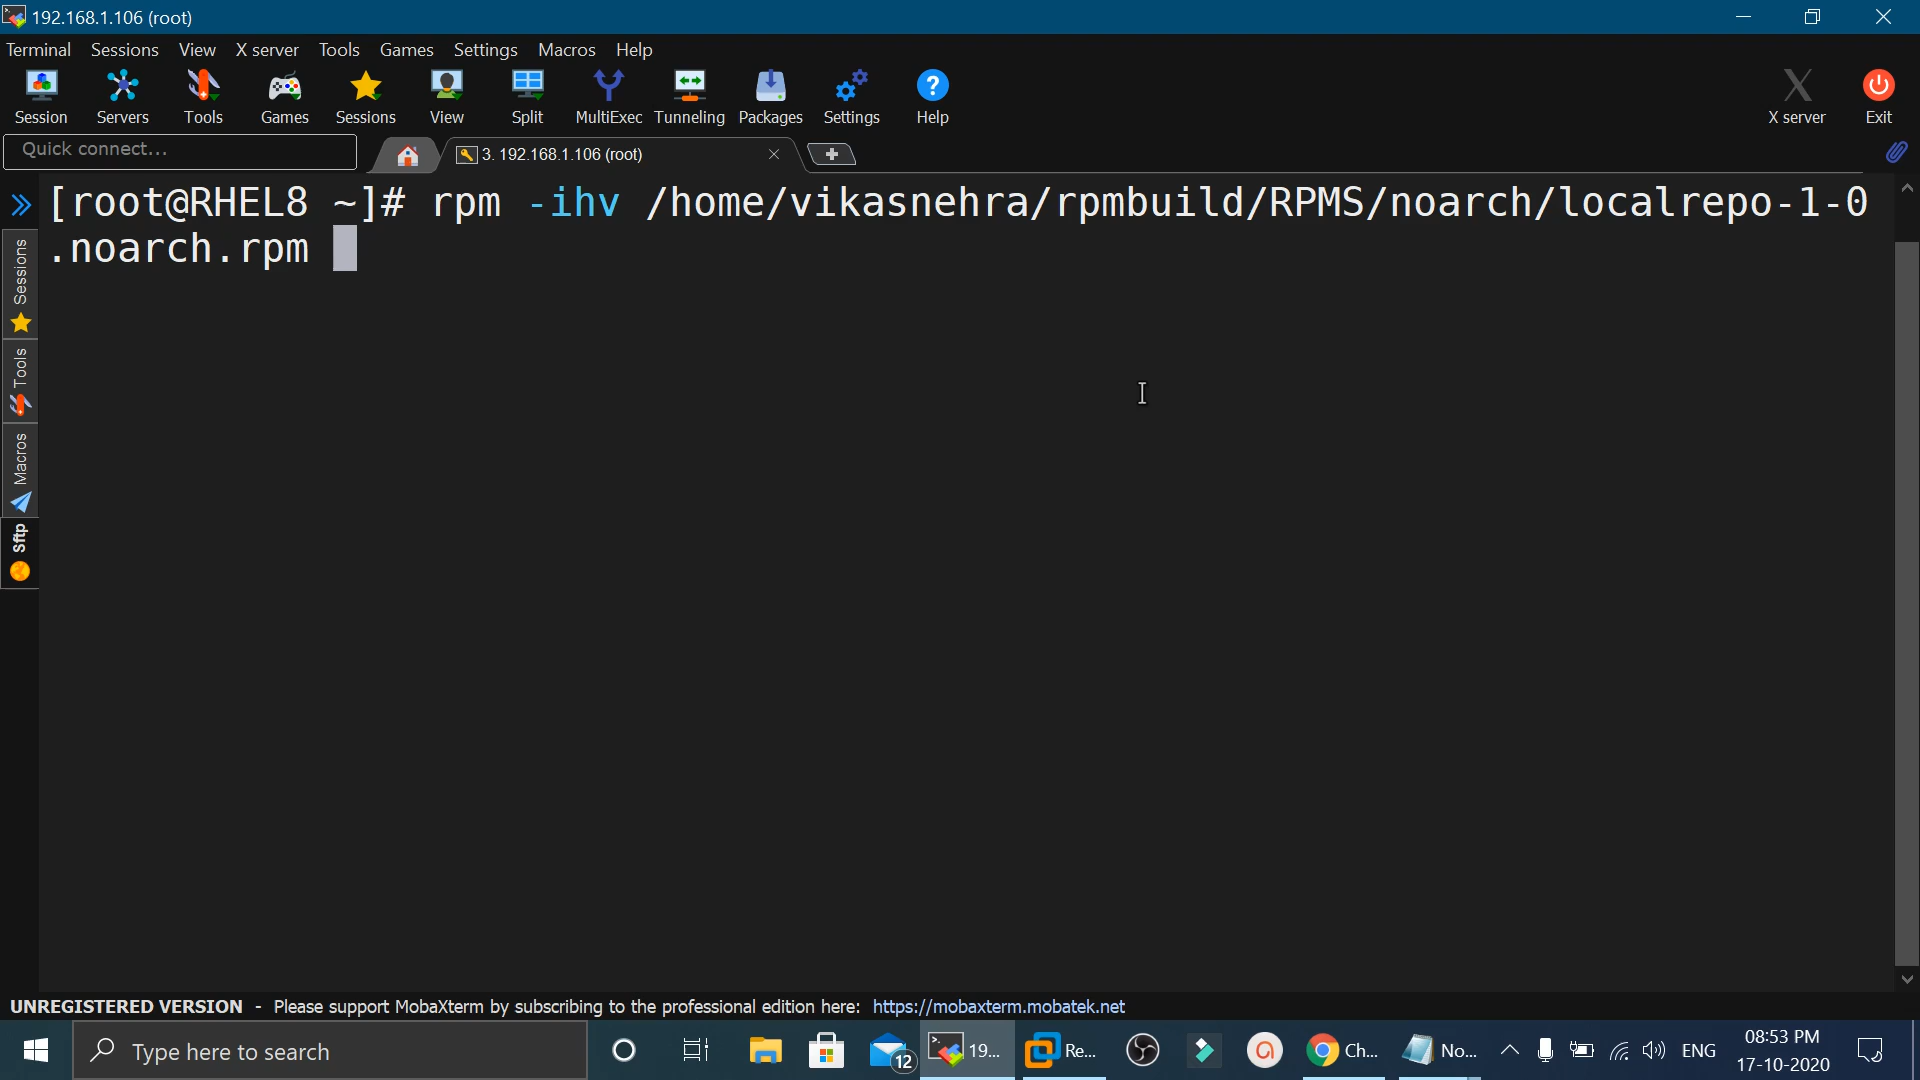 192.168.1.106 (root)
Terminal Sessions View X server Tools Games Settings Macros Help
Session Servers Tools Games Sessions View Split MultiExec Tunneling Packages Settings Help X server Exit
Quick connect...
3. 192.168.1.106 (root)
[root@RHEL8 ~]# rpm -ihv /home/vikasnehra/rpmbuild/RPMS/noarch/localrepo-1-0
.noarch.rpm
Sessions
Tools
Macros
Sftp
UNREGISTERED VERSION - Please support MobaXterm by subscribing to the professional edition here: https://mobaxterm.mobatek.net
Type here to search
12
19...
Re...
Ch...
No...
ENG
08:53 PM
17-10-2020